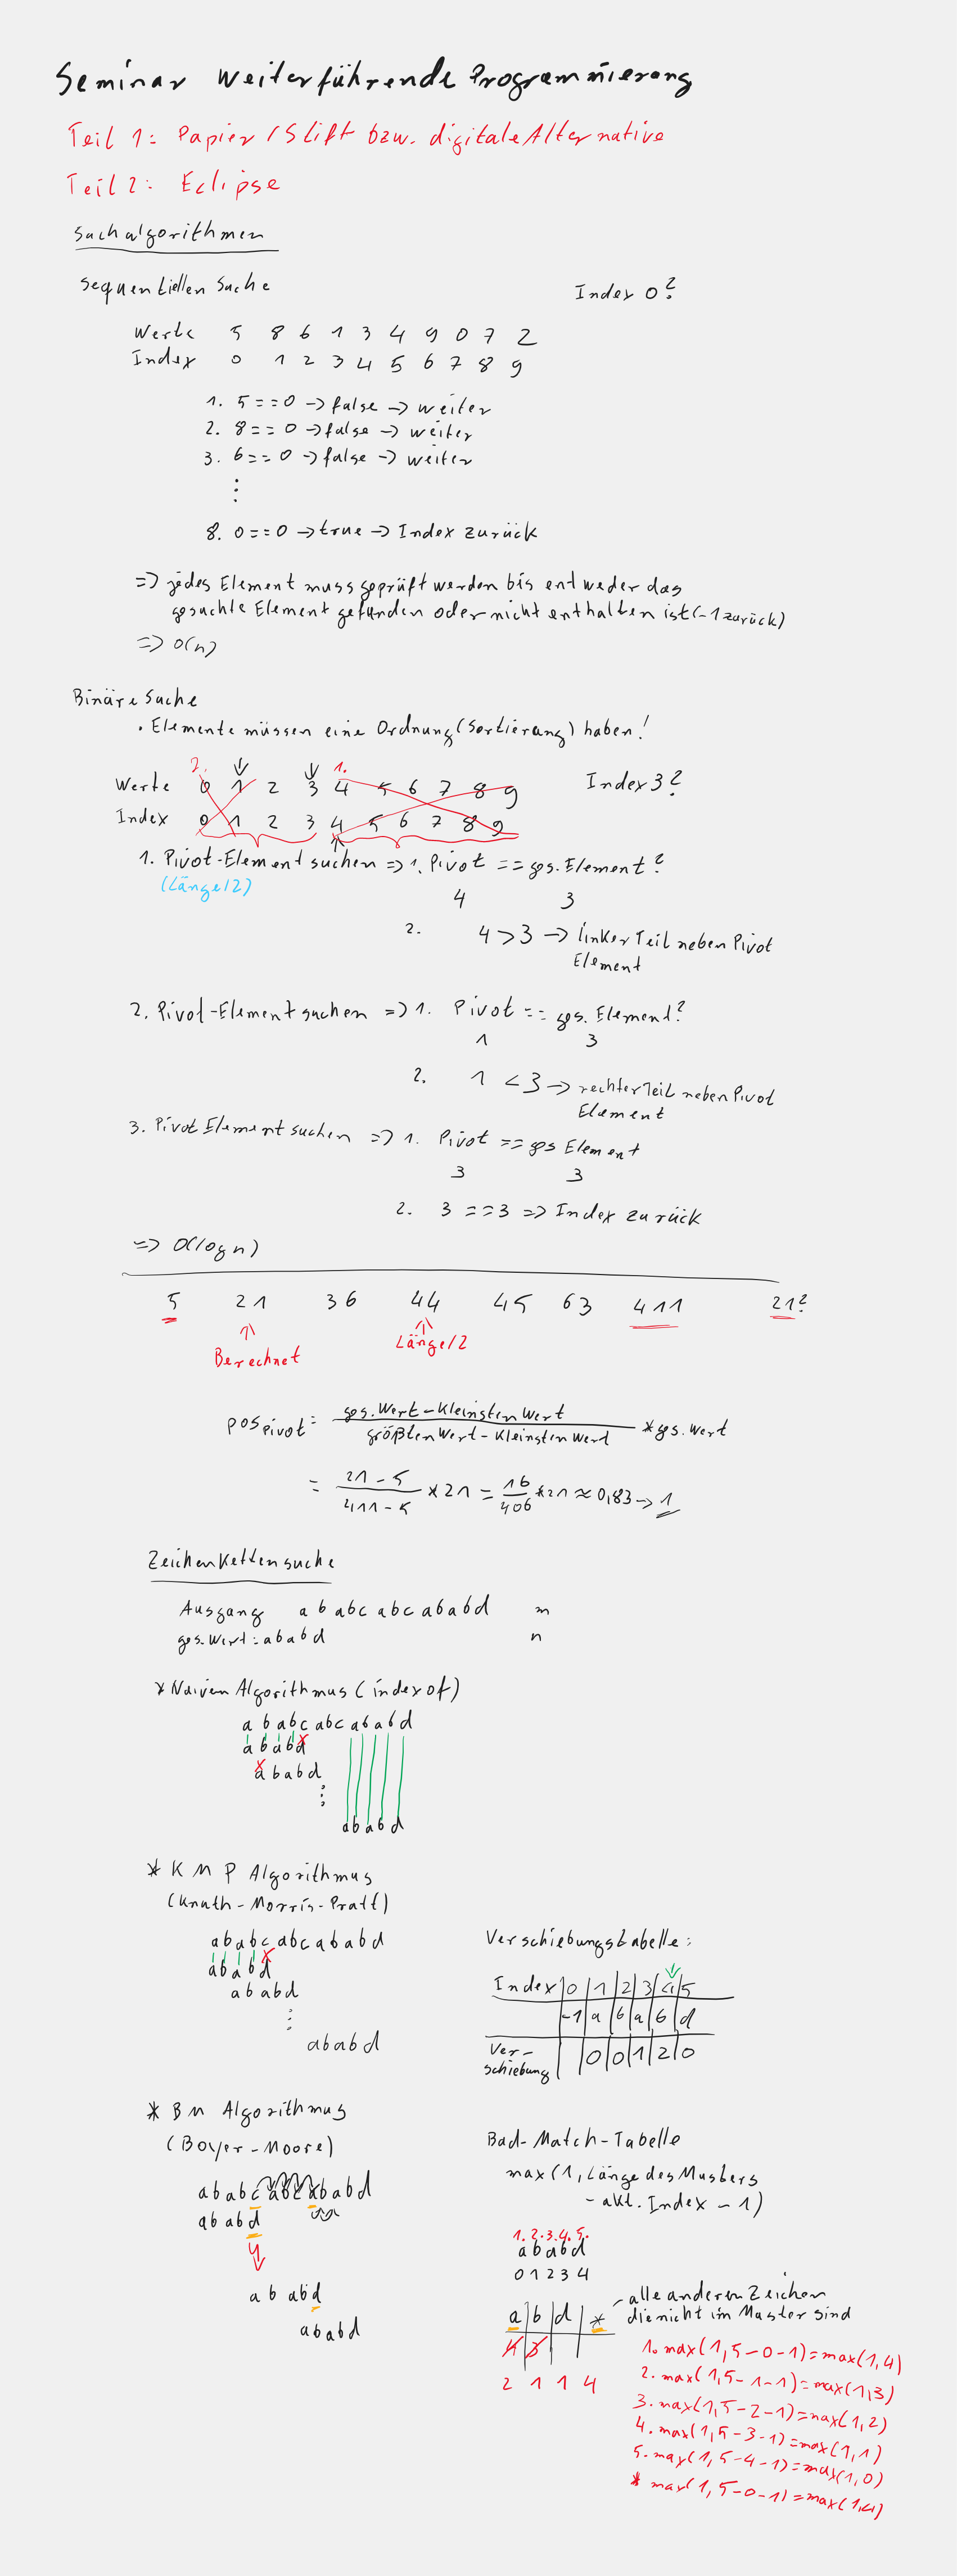 Seminar Weiterführende Programmierung
Teil 1: Papier / Stift bzw. digitale Alternative
Teil 2: Eclipse
Suchalgorithmen
Sequentiellen Suche
Index 0?
Werte 5 8 6 1 3 4 9 0 7 2
Index 0 1 2 3 4 5 6 7 8 9
1. 5 == 0 -> false -> weiter
2. 8 == 0 -> false -> weiter
3. 6 == 0 -> false -> weiter
⋮
8. 0 == 0 -> true -> Index zurück
=> jedes Element muss geprüft werden bis entweder das
gesuchte Element gefunden oder nicht enthalten ist (-1 zurück)
=> O(n)
Binäre Suche
• Elemente müssen eine Ordnung (Sortierung) haben!
2. 1.
Werte 0 1 2 3 4 5 6 7 8 9 Index 3?
Index 0 1 2 3 4 5 6 7 8 9
1. Pivot-Element suchen => 1. Pivot == ges. Element?
(Länge/2)
4 3
2. 4 > 3 -> linker Teil neben Pivot
Element
2. Pivot-Element suchen => 1. Pivot == ges. Element?
1 3
2. 1 < 3 -> rechter Teil neben Pivot
Element
3. Pivot Element suchen => 1. Pivot == ges Element
3 3
2. 3 == 3 => Index zurück
=> O(log n)
5 21 36 44 45 63 411 21?
Berechnet Länge/2
pos Pivot = ges. Wert - Kleinsten Wert / größten Wert - Kleinsten Wert * ges. Wert
= 21 - 5 / 411 - 5 * 21 = 16 / 406 * 21 ≈ 0,83 -> 1
Zeichenkettensuche
Ausgang a b abc abc ababd m
ges. Wert: ababd n
* Naiven Algorithmus (indexof)
a b abc abc ababd
ababd
ababd
⋮
ababd
* KMP Algorithmus
(Knuth-Morris-Pratt)
ababc abc ababd
ababd
ababd
⋮
ababd
Verschiebungstabelle:
Index | 0 | 1 | 2 | 3 | 4 | 5
-1 | a | b | a | b | d
Ver-
schiebung | | 0 | 0 | 1 | 2 | 0
* BM Algorithmus
(Boyer-Moore)
ababc abc ababd
ababd
4
ab abd
ababd
Bad-Match-Tabelle
max(1, Länge des Musters
- akt. Index - 1)
1. 2. 3. 4. 5.
ababd
0 1 2 3 4
alle anderen Zeichen
die nicht im Muster sind
a | b | d | *
4 3
2 1 1 4
1. max(1, 5-0-1) = max(1,4)
2. max(1, 5-1-1) = max(1,3)
3. max(1, 5-2-1) = max(1,2)
4. max(1, 5-3-1) = max(1,1)
5. max(1, 5-4-1) = max(1,0)
* max(1, 5-0-1) = max(1,4)